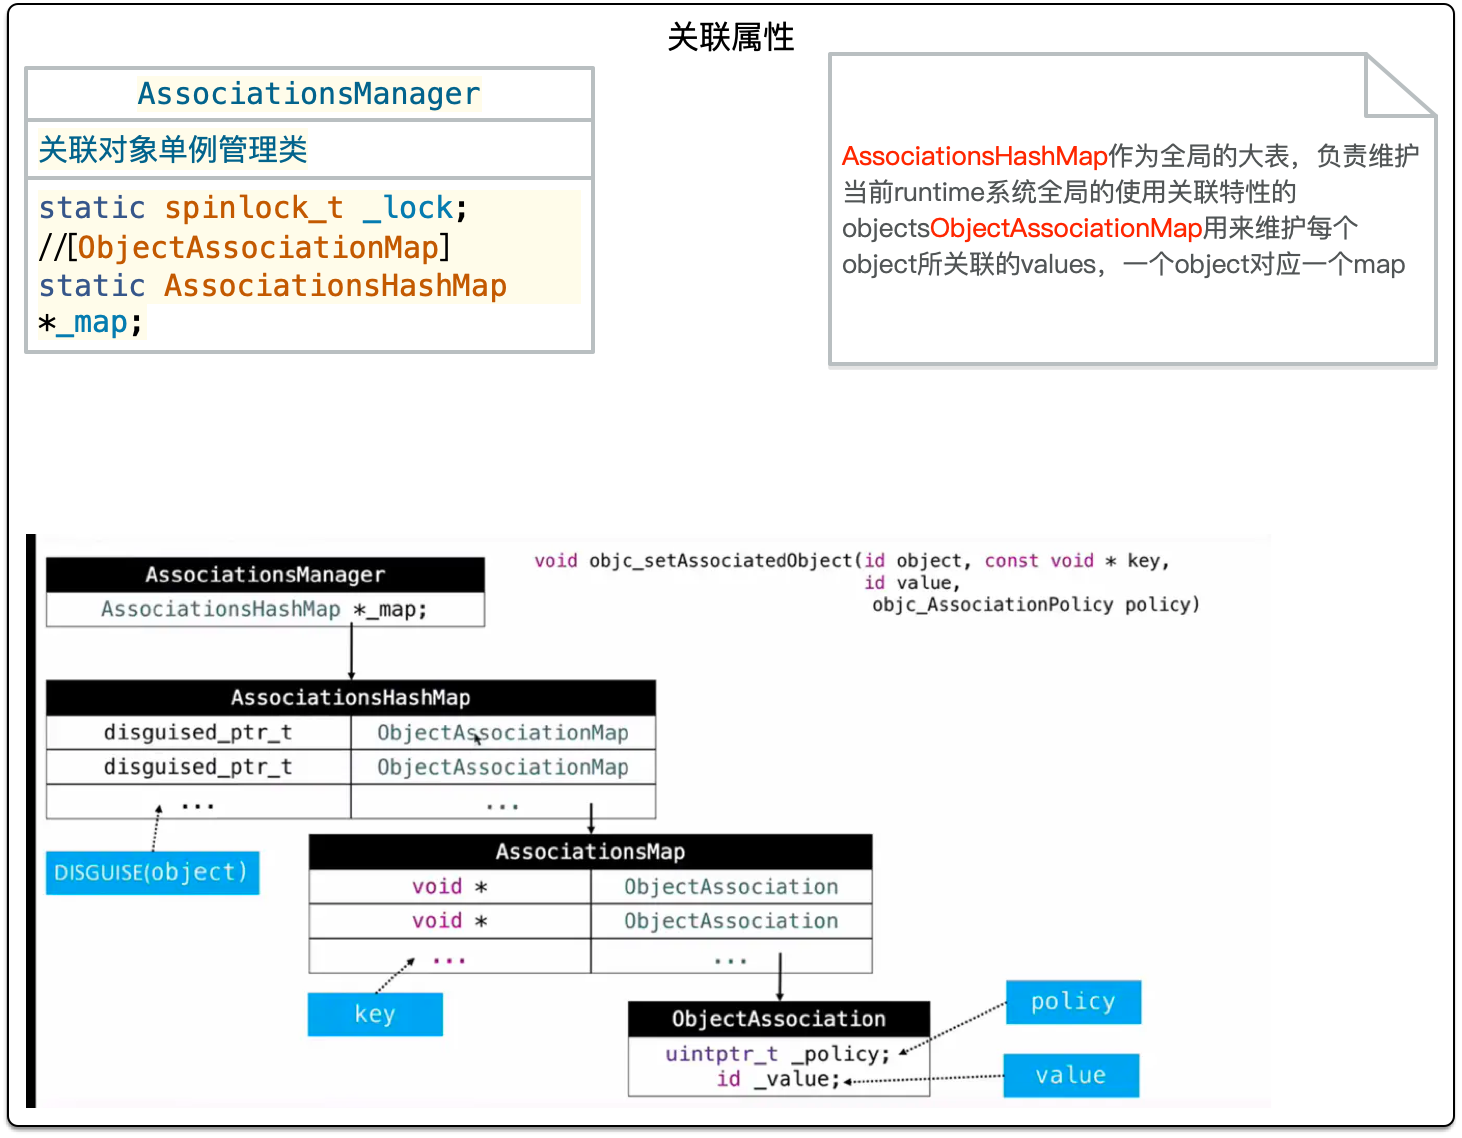 关联属性
AssociationsManager
关联对象单例管理类
static spinlock_t _lock;
//[ObjectAssociationMap]
static AssociationsHashMap
*_map;
AssociationsHashMap作为全局的大表，负责维护
当前runtime系统全局的使用关联特性的
objectsObjectAssociationMap用来维护每个
object所关联的values，一个object对应一个map
void objc_setAssociatedObject(id object, const void * key,
id value,
objc_AssociationPolicy policy)
AssociationsManager
AssociationsHashMap *_map;
AssociationsHashMap
disguised_ptr_t ObjectAssociationMap
disguised_ptr_t ObjectAssociationMap
... ...
DISGUISE(object)
AssociationsMap
void * ObjectAssociation
void * ObjectAssociation
... ...
key
ObjectAssociation
uintptr_t _policy;
id _value;
policy
value